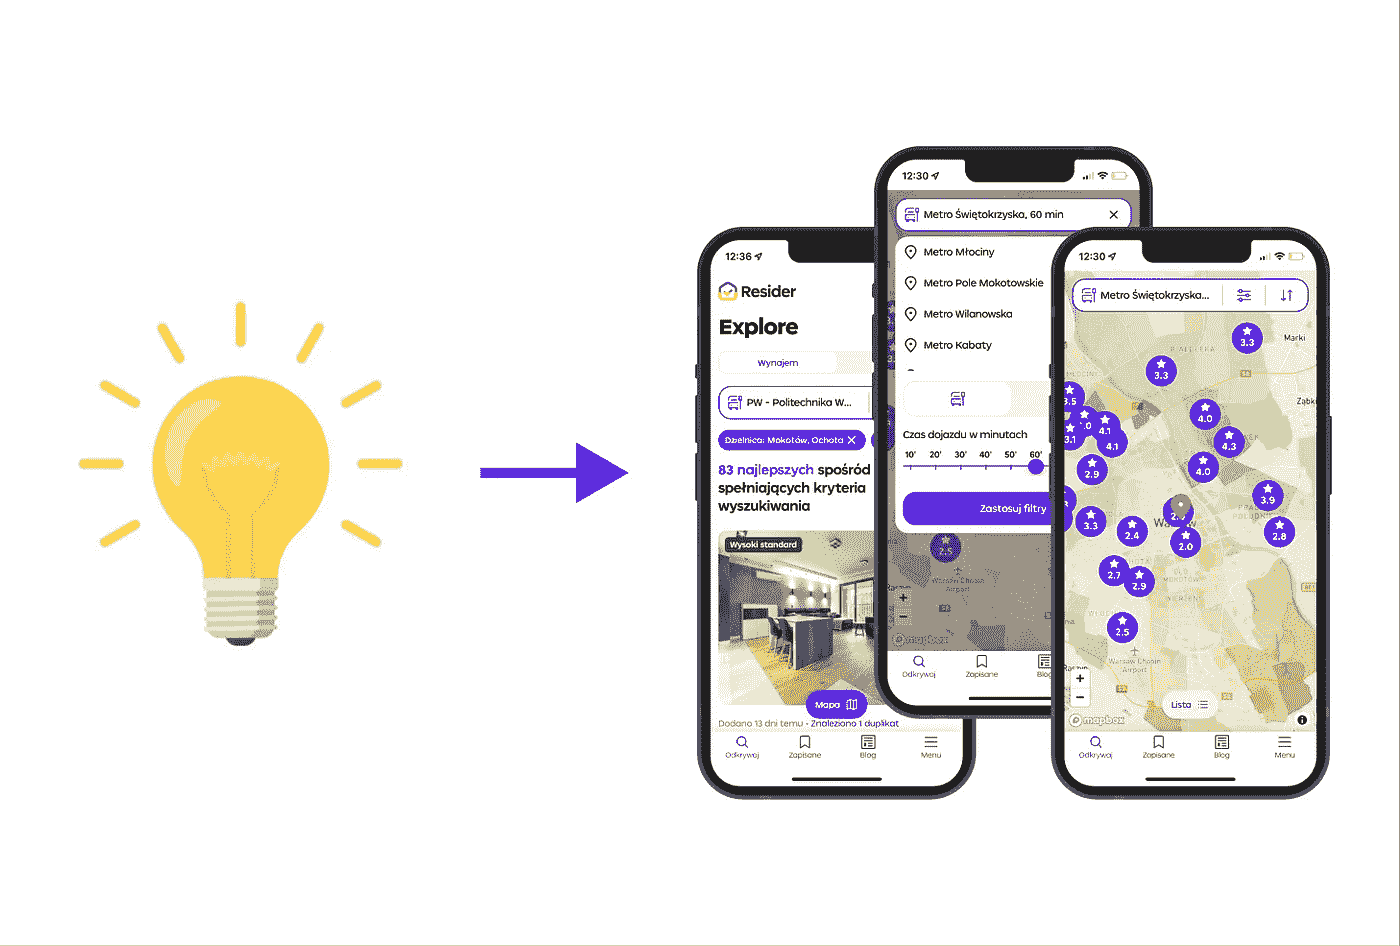 12:36
Resider
Explore
Wynajem
PW - Politechnika W...
Dzielnica: Mokotów, Ochota
83 najlepszych spośród
spełniających kryteria
wyszukiwania
Wysoki standard
Mapa
Dodano 13 dni temu • Znaleziono 1 duplikat
Odkrywaj
Zapisane
Blog
Menu
12:30
Metro Świętokrzyska, 60 min
Metro Młociny
Metro Pole Mokotowskie
Metro Wilanowska
Metro Kabaty
Czas dojazdu w minutach
10' 20' 30' 40' 50' 60'
Zastosuj filtry
2.5
Warsaw Chopin
Airport
mapbox
Odkrywaj
Zapisane
Blog
12:30
Metro Świętokrzyska...
3.3
Marki
BIAŁOŁĘKA
3.3
3.5
Ząbki
4.0
4.1
3.1
4.1
4.3
4.0
2.9
3.9
3.3
2.4
2.8
2.0
2.7
2.9
MOKOTÓW
2.5
Warsaw Chopin
Airport
Lista
mapbox
Odkrywaj
Zapisane
Blog
Menu